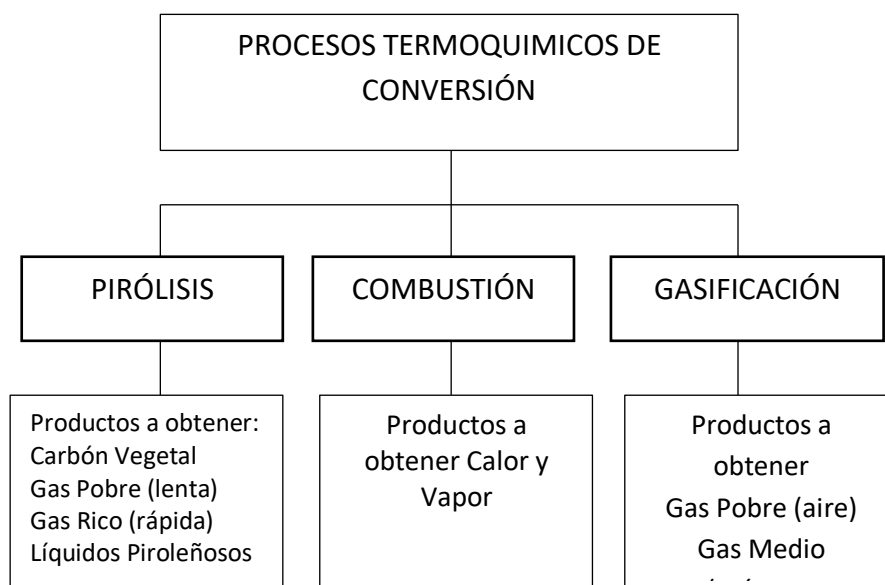 PROCESOS TERMOQUIMICOS DE
CONVERSIÓN
PIRÓLISIS
COMBUSTIÓN
GASIFICACIÓN
Productos a obtener:
Carbón Vegetal
Gas Pobre (lenta)
Gas Rico (rápida)
Líquidos Piroleñosos
Productos a
obtener Calor y
Vapor
Productos a
obtener
Gas Pobre (aire)
Gas Medio